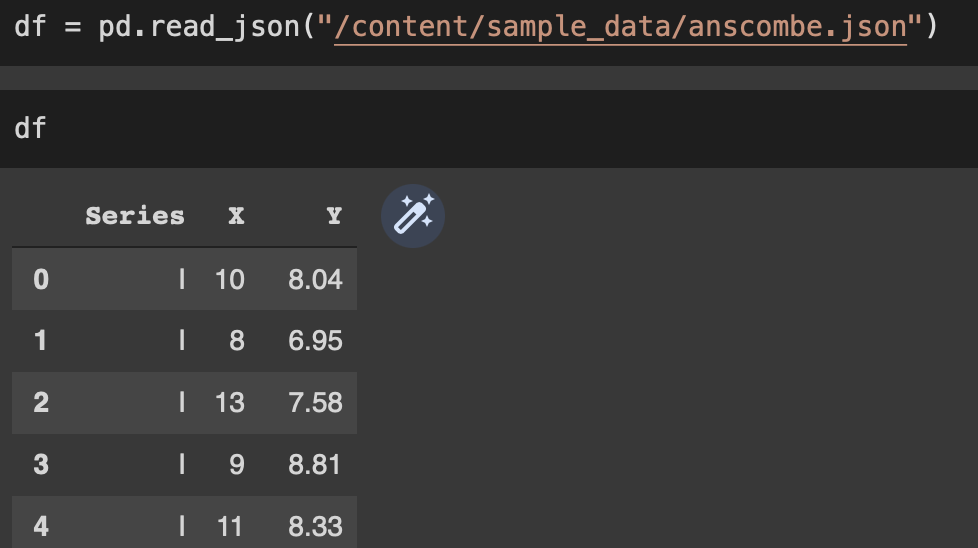 df = pd.read_json("/content/sample_data/anscombe.json")
df
Series X Y
0 I 10 8.04
1 I 8 6.95
2 I 13 7.58
3 I 9 8.81
4 I 11 8.33